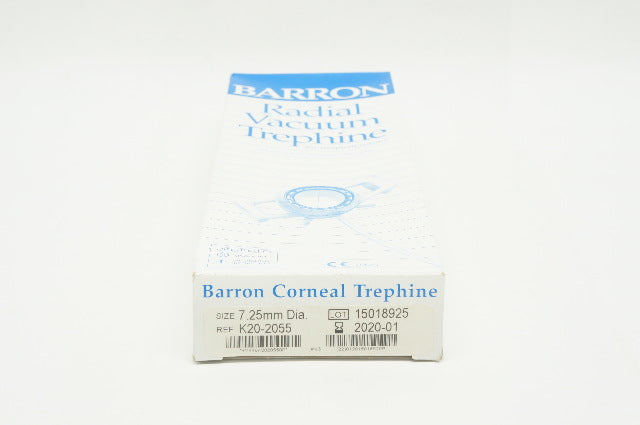 BARRON
Radial
Vacuum
Trephine
CE
Barron Corneal Trephine
SIZE 7.25mm Dia.
LOT 15018925
REF K20-2055
2020-01